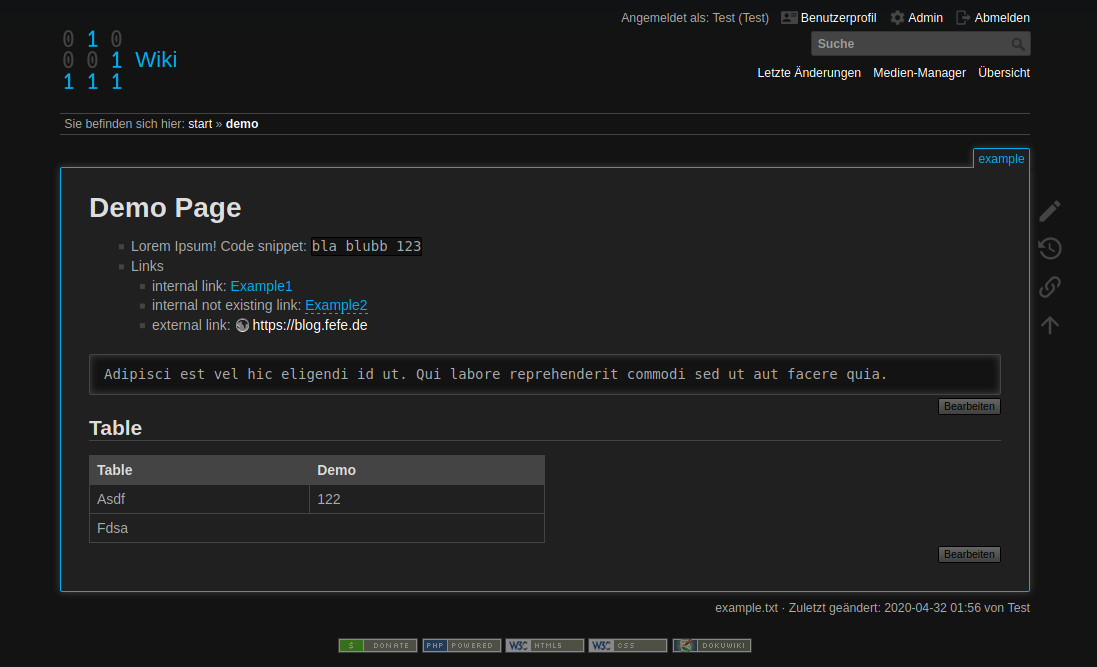 Angemeldet als: Test (Test) Benutzerprofil Admin Abmelden
0 1 0
0 0 1 Wiki
1 1 1
Suche
Letzte Änderungen Medien-Manager Übersicht
Sie befinden sich hier: start » demo
example
Demo Page
Lorem Ipsum! Code snippet: bla blubb 123
Links
internal link: Example1
internal not existing link: Example2
external link: https://blog.fefe.de
Adipisci est vel hic eligendi id ut. Qui labore reprehenderit commodi sed ut aut facere quia.
Bearbeiten
Table
Table Demo
Asdf 122
Fdsa
Bearbeiten
example.txt · Zuletzt geändert: 2020-04-32 01:56 von Test
$ DONATE PHP POWERED W3C HTML5 W3C CSS DOKUWIKI